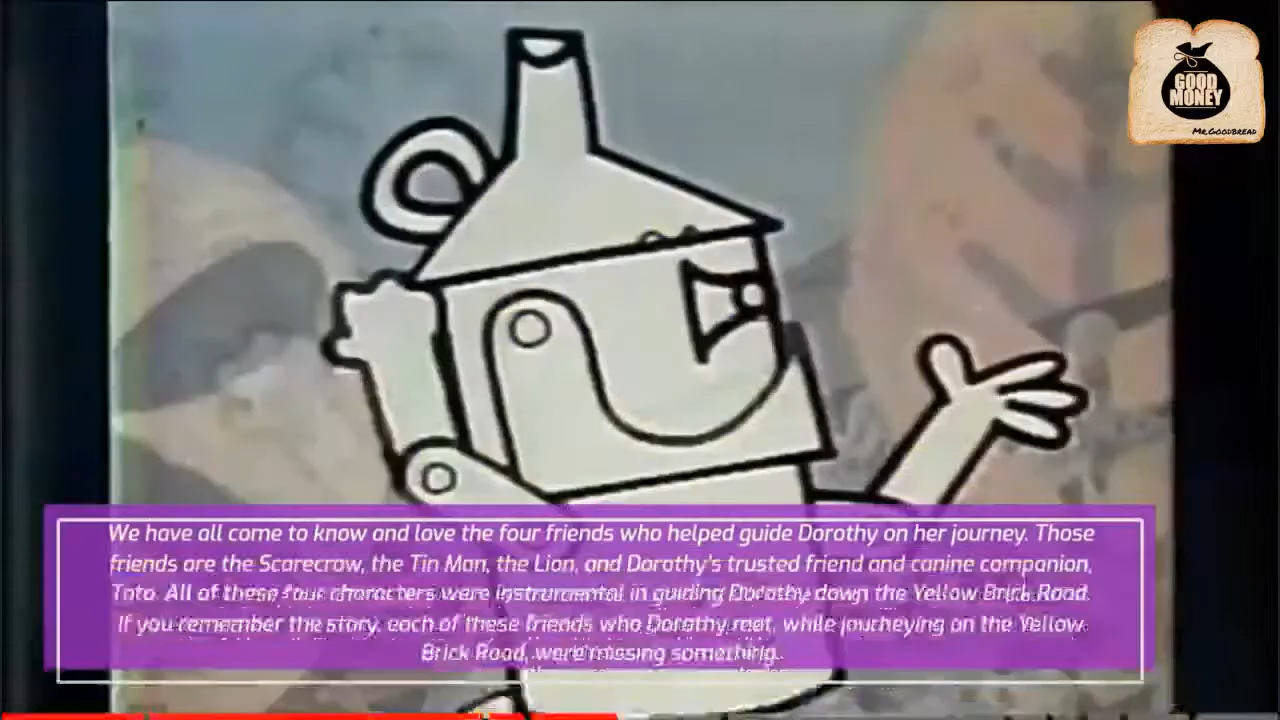 GOOD
MONEY
MR.GOODBREAD
We have all come to know and love the four friends who helped guide Dorothy on her journey. Those
friends are the Scarecrow, the Tin Man, the Lion, and Dorothy's trusted friend and canine companion,
Toto. All of these four characters were instrumental in guiding Dorothy down the Yellow Brick Road.
If you remember the story, each of these friends who Dorothy met, while journeying on the Yellow
Brick Road, were missing something.